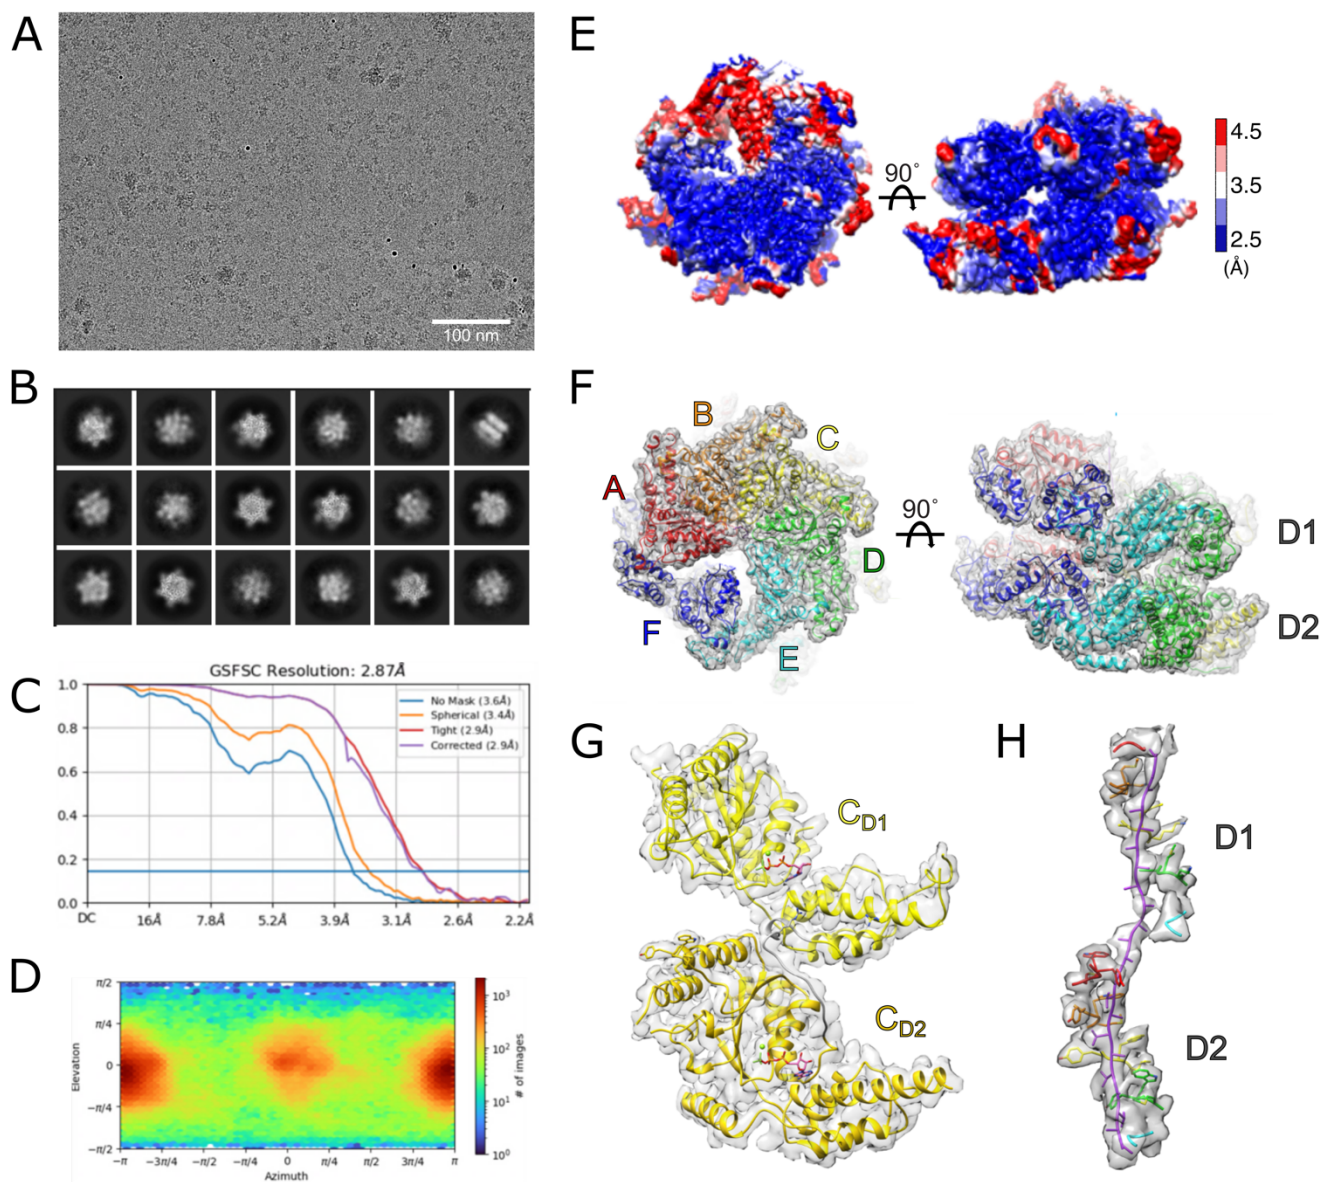 A
100 nm
B
C
GSFSC Resolution: 2.87Å
No Mask (3.6Å)
Spherical (3.4Å)
Tight (2.9Å)
Corrected (2.9Å)
1.0
0.8
0.6
0.4
0.2
0.0
DC 16Å 7.8Å 5.2Å 3.9Å 3.1Å 2.6Å 2.2Å
D
π/2
π/4
0
−π/4
−π/2
Elevation
−π −3π/4 −π/2 −π/4 0 π/4 π/2 3π/4 π
Azimuth
10³
10²
10¹
10⁰
# of images
E
90°
4.5
3.5
2.5
(Å)
F
A
B
C
D
E
F
90°
D1
D2
G
C_D1
C_D2
H
D1
D2